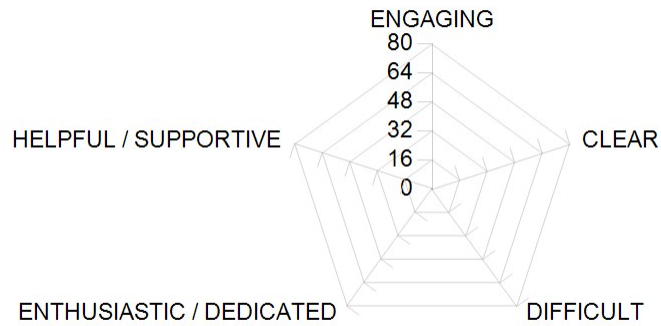 ENGAGING
80
64
48
32
16
0
HELPFUL / SUPPORTIVE
CLEAR
ENTHUSIASTIC / DEDICATED
DIFFICULT